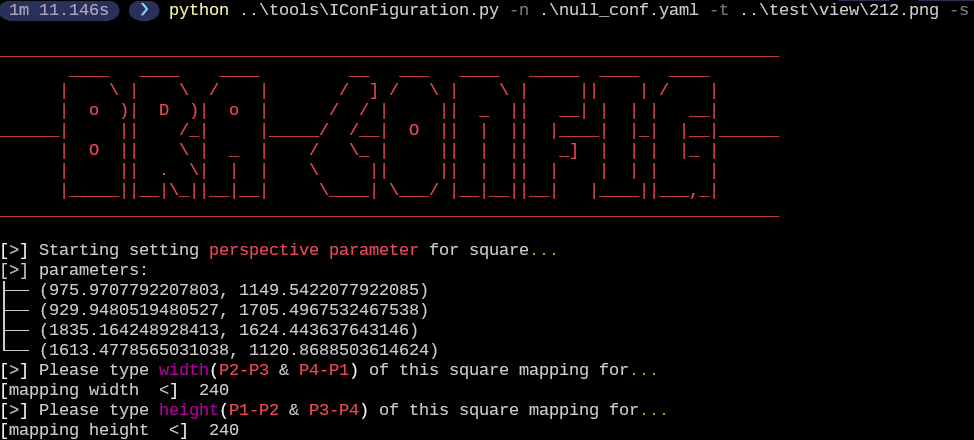 1m 11.146s ❯ python ..\tools\IConFiguration.py -n .\null_conf.yaml -t ..\test\view\212.png -s
BRA-CONFIG
[>] Starting setting perspective parameter for square...
[>] parameters:
├── (975.9707792207803, 1149.5422077922085)
├── (929.9480519480527, 1705.4967532467538)
├── (1835.164248928413, 1624.443637643146)
└── (1613.4778565031038, 1120.8688503614624)
[>] Please type width(P2-P3 & P4-P1) of this square mapping for...
[mapping width  <]  240
[>] Please type height(P1-P2 & P3-P4) of this square mapping for...
[mapping height  <]  240